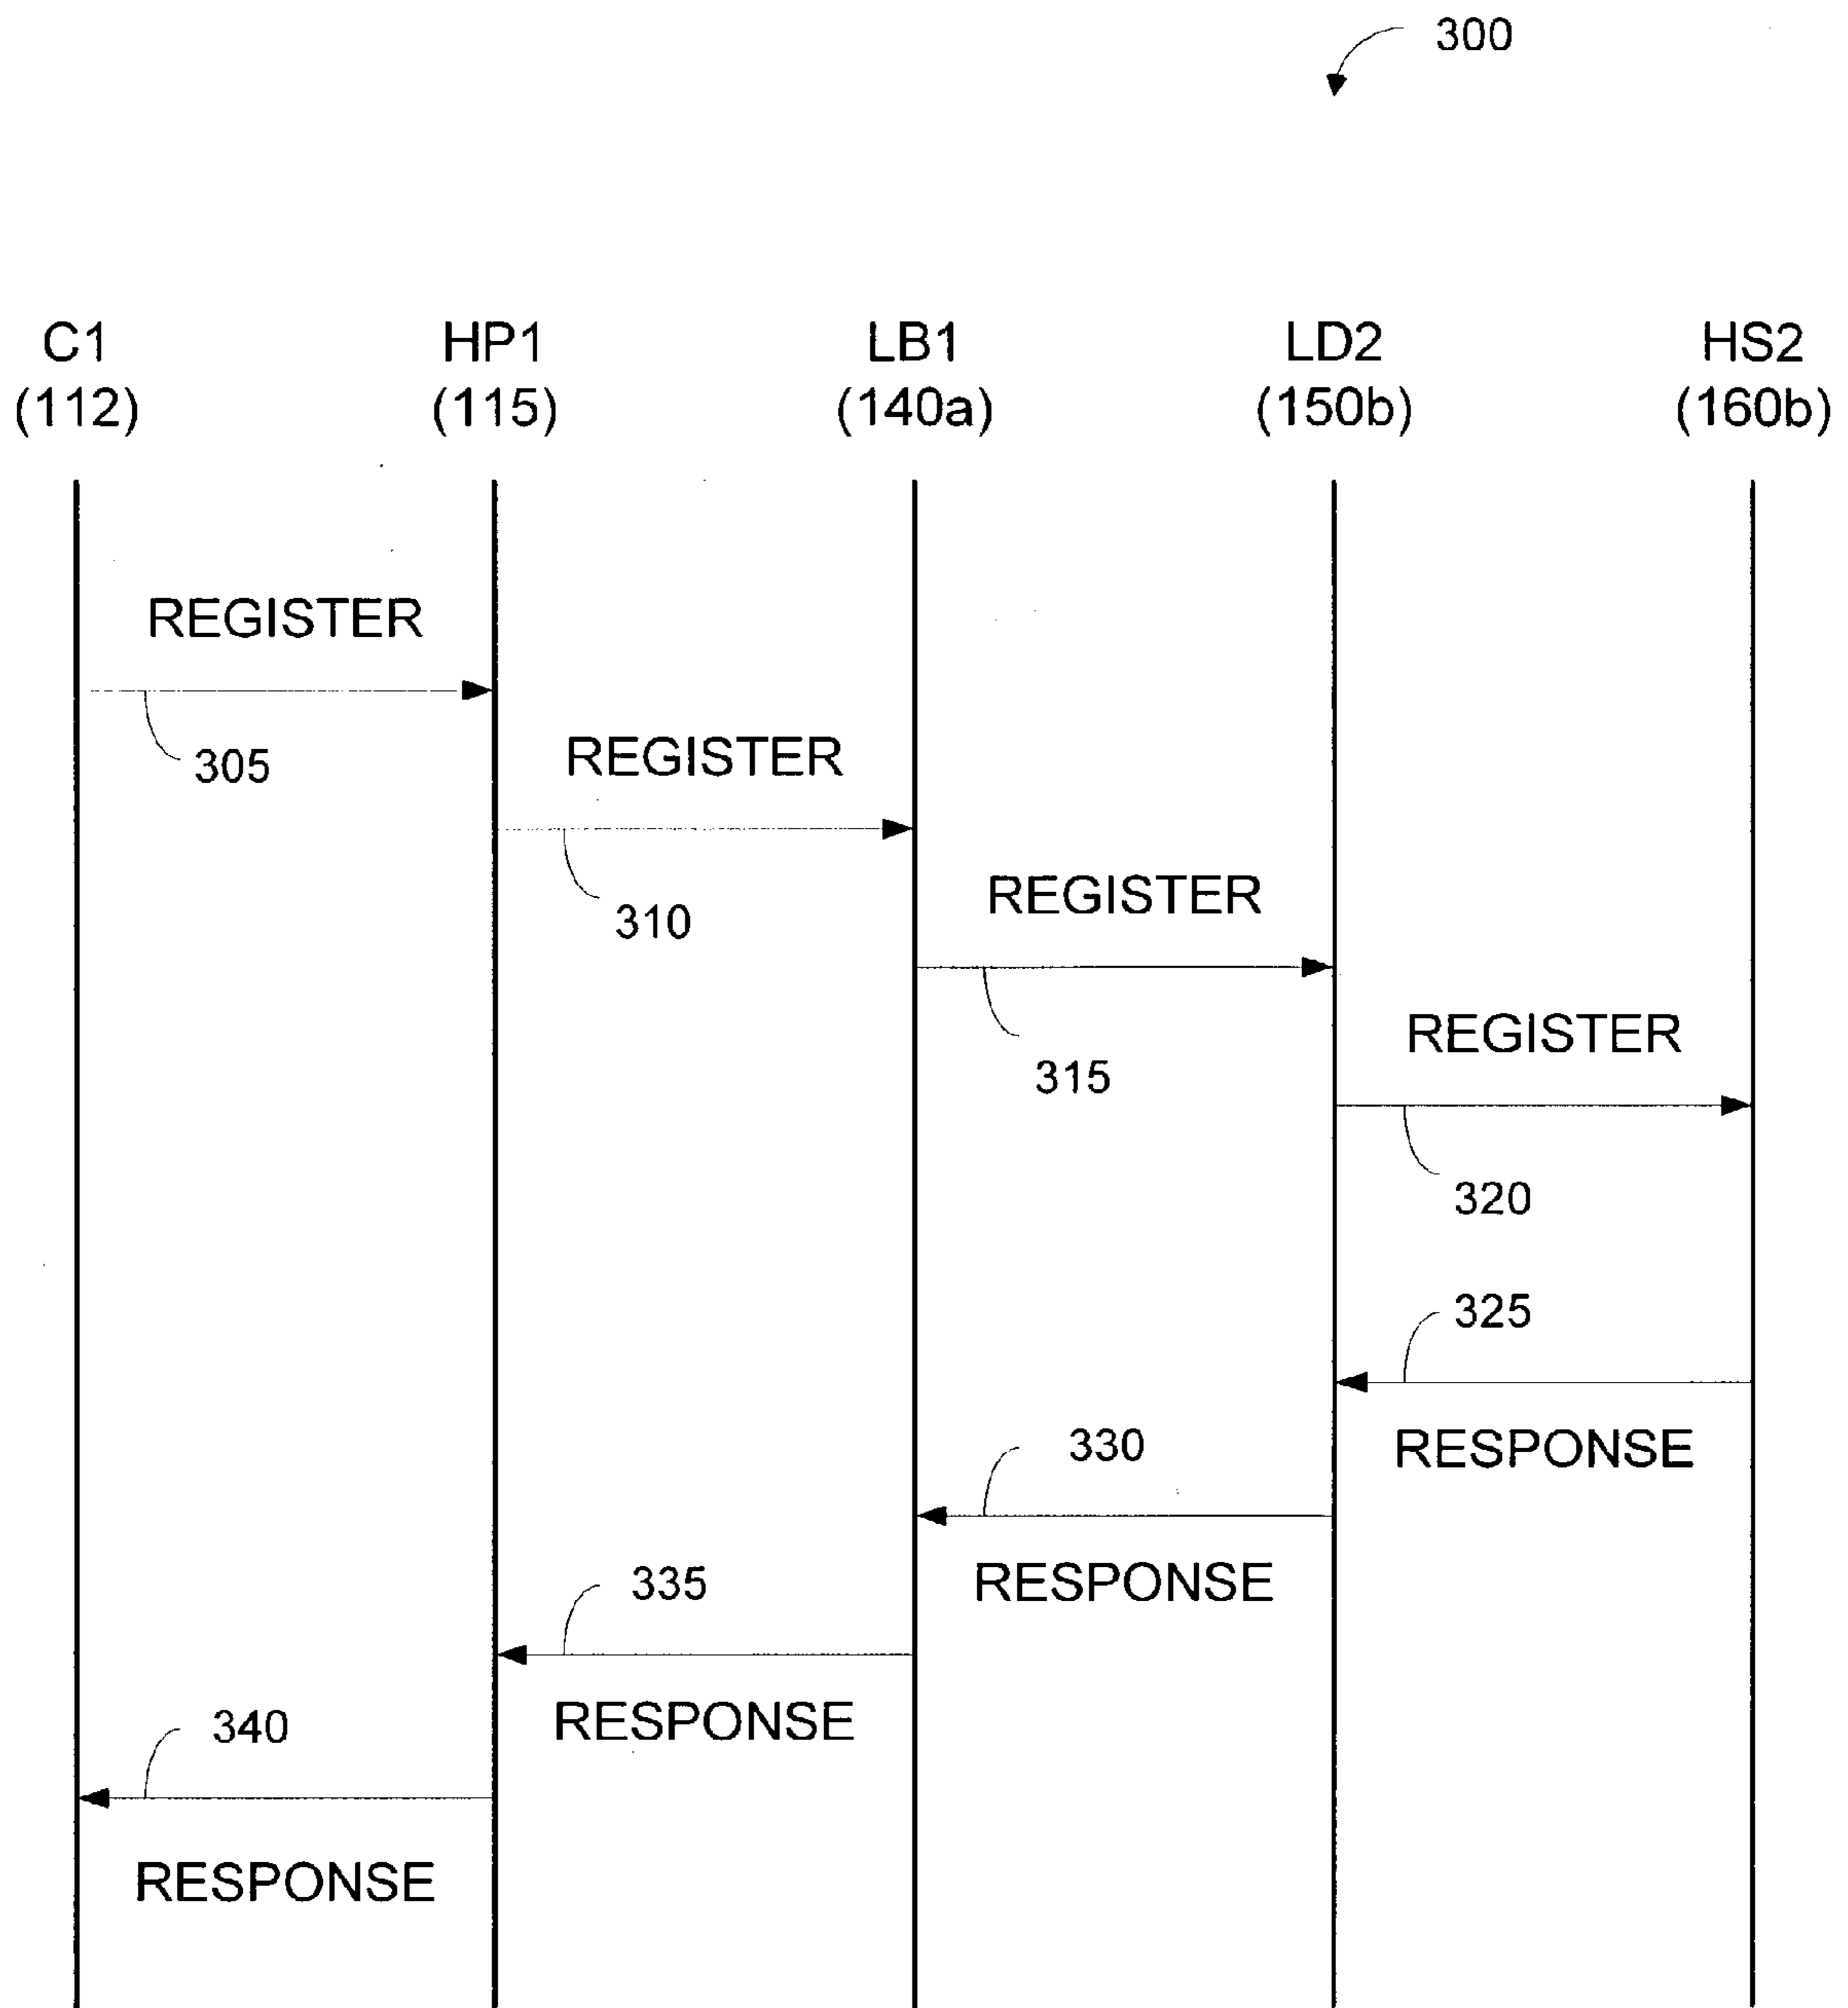 300
C1 HP1 LB1 LD2 HS2
(112) (115) (140a) (150b) (160b)
REGISTER
305
REGISTER
310
REGISTER
315
REGISTER
320
325
RESPONSE
330
RESPONSE
335
RESPONSE
340
RESPONSE